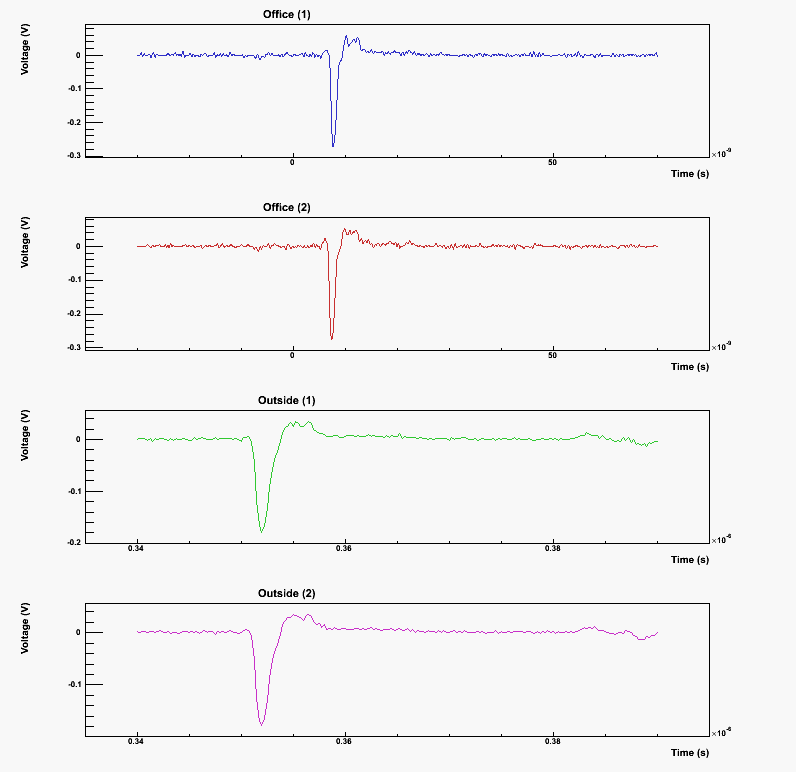 Office (1)
Voltage (V)
0
-0.1
-0.2
-0.3
0 50
×10⁻⁹
Time (s)
Office (2)
Voltage (V)
0
-0.1
-0.2
-0.3
0 50
×10⁻⁹
Time (s)
Outside (1)
Voltage (V)
0
-0.1
-0.2
0.34 0.36 0.38
×10⁻⁶
Time (s)
Outside (2)
Voltage (V)
0
-0.1
0.34 0.36 0.38
×10⁻⁶
Time (s)